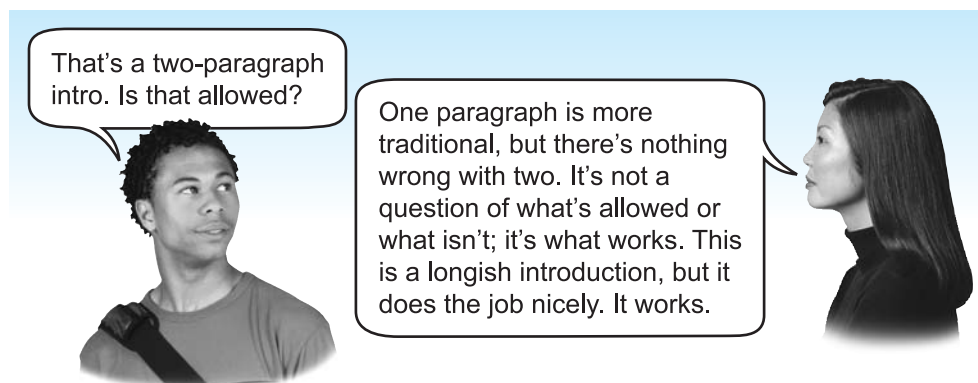 That’s a two-paragraph
intro. Is that allowed?
One paragraph is more
traditional, but there’s nothing
wrong with two. It’s not a
question of what’s allowed or
what isn’t; it’s what works. This
is a longish introduction, but it
does the job nicely. It works.